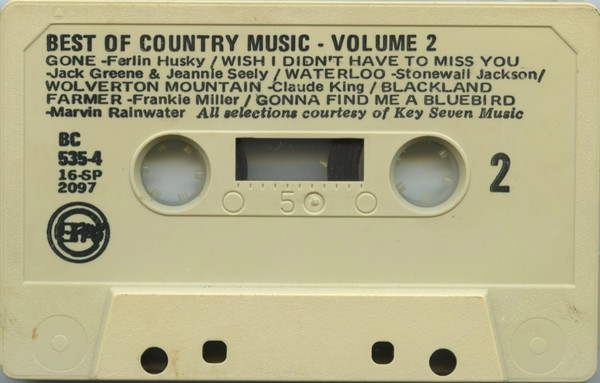 BEST OF COUNTRY MUSIC - VOLUME 2
GONE -Ferlin Husky / WISH I DIDN'T HAVE TO MISS YOU
-Jack Greene & Jeannie Seely / WATERLOO -Stonewall Jackson/
WOLVERTON MOUNTAIN -Claude King / BLACKLAND
FARMER -Frankie Miller / GONNA FIND ME A BLUEBIRD
-Marvin Rainwater All selections courtesy of Key Seven Music
BC
535-4
16-SP
2097
5
2